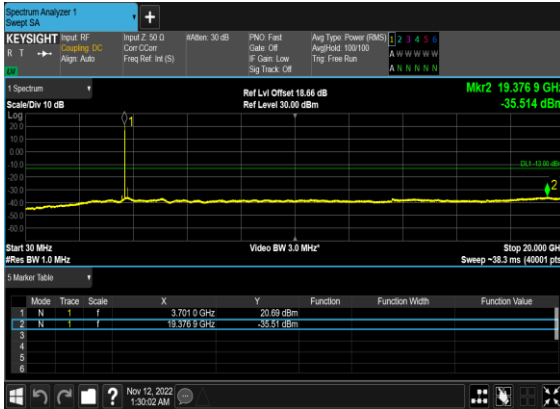 Spectrum Analyzer 1
Swept SA
+
KEYSIGHT Input: RF Input Z: 50 Ω #Atten: 30 dB PNO: Fast Avg Type: Power (RMS) 1 2 3 4 5 6
R T Coupling: DC Corr CCorr Gate: Off Avg|Hold: 100/100 A W W W W W
Align: Auto Freq Ref: Int (S) IF Gain: Low Trig: Free Run
Sig Track: Off A N N N N N
1 Spectrum Ref Lvl Offset 18.66 dB Mkr2 19.376 9 GHz
Scale/Div 10 dB Ref Level 30.00 dBm -35.514 dBm
Log
20.0
10.0
0.00
-10.0
-20.0
-30.0
-40.0
-50.0
-60.0
1
DL1 -13.00 dBm
2
Start 30 MHz Video BW 3.0 MHz* Stop 20.000 GH
#Res BW 1.0 MHz Sweep ~38.3 ms (40001 pts
5 Marker Table
Mode Trace Scale X Y Function Function Width Function Value
1 N 1 f 3.701 0 GHz 20.69 dBm
2 N 1 f 19.376 9 GHz -35.51 dBm
3
4
5
6
? Nov 12, 2022
1:30:02 AM